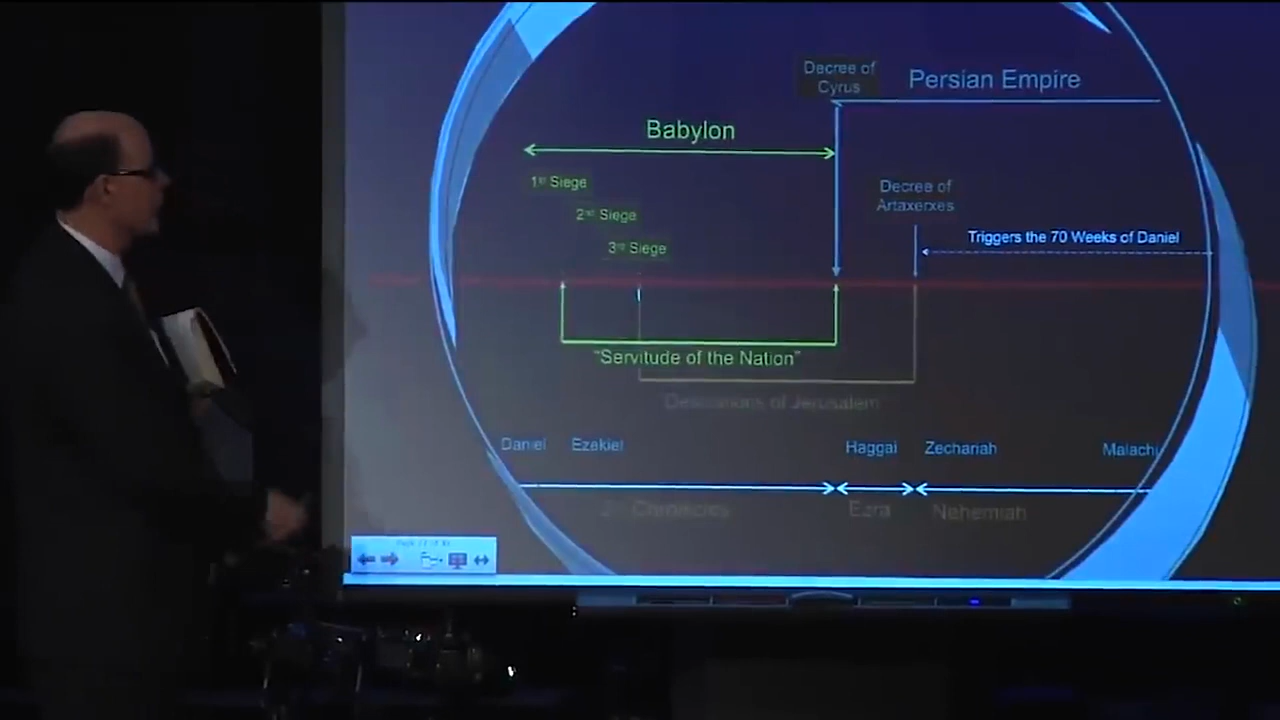 Decree of
Cyrus
Persian Empire
Babylon
1st Siege
2nd Siege
3rd Siege
Decree of
Artaxerxes
Triggers the 70 Weeks of Daniel
"Servitude of the Nation"
Desolations of Jerusalem
Daniel Ezekiel Haggai Zechariah Malachi
2nd Chronicles Ezra Nehemiah